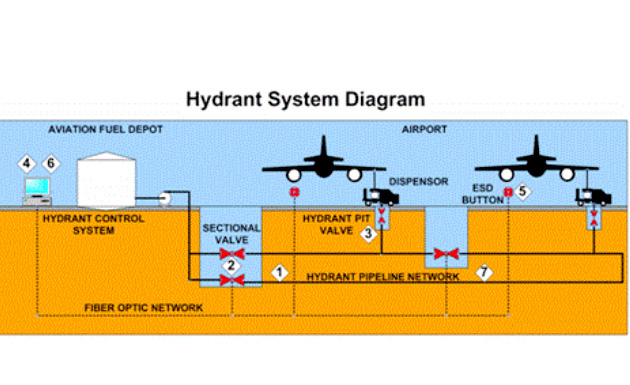 Hydrant System Diagram
AVIATION FUEL DEPOT
AIRPORT
4
6
DISPENSOR
ESD
BUTTON
5
HYDRANT CONTROL
SYSTEM
SECTIONAL
VALVE
HYDRANT PIT
VALVE
3
2
1
HYDRANT PIPELINE NETWORK
7
FIBER OPTIC NETWORK